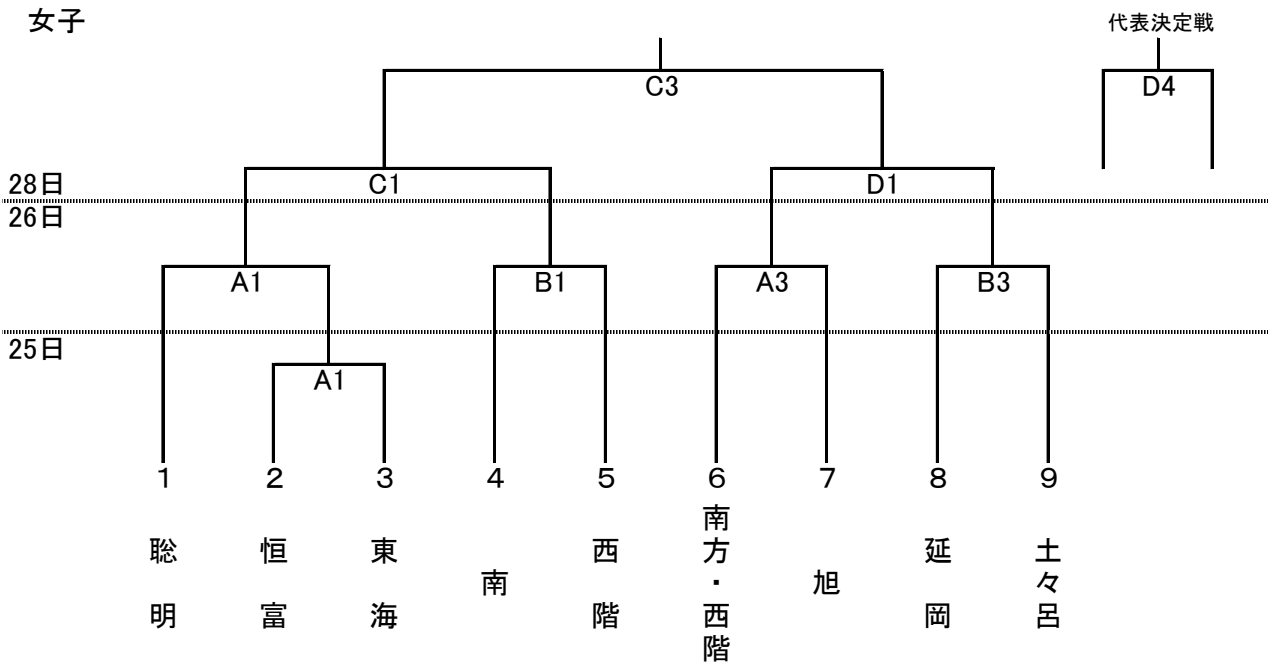 女子
代表決定戦
C3
D4
28日
C1
D1
26日
A1
B1
A3
B3
25日
A1
1
2
3
4
5
6
7
8
9
聡明
恒富
東海
南
西階
南方・西階
旭
延岡
土々呂